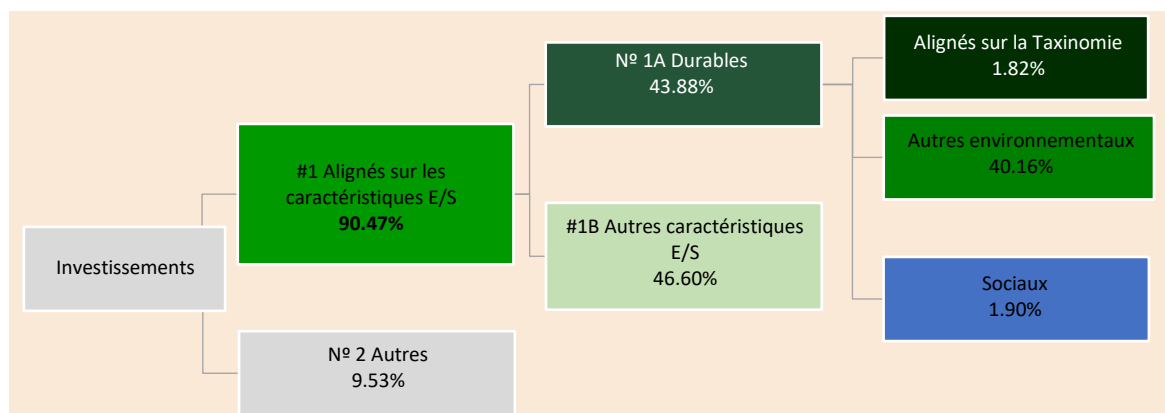 Investissements
#1 Alignés sur les
caractéristiques E/S
90.47%
Nº 2 Autres
9.53%
Nº 1A Durables
43.88%
#1B Autres caractéristiques
E/S
46.60%
Alignés sur la Taxinomie
1.82%
Autres environnementaux
40.16%
Sociaux
1.90%